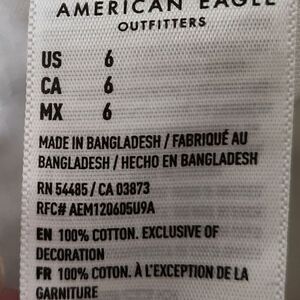 AMERICAN EAGLE
OUTFITTERS
US 6
CA 6
MX 6
MADE IN BANGLADESH / FABRIQUÉ AU
BANGLADESH / HECHO EN BANGLADESH
RN 54485 / CA 03873
RFC# AEM120605U9A
EN 100% COTTON. EXCLUSIVE OF
DECORATION
FR 100% COTON. À L'EXCEPTION DE LA
GARNITURE